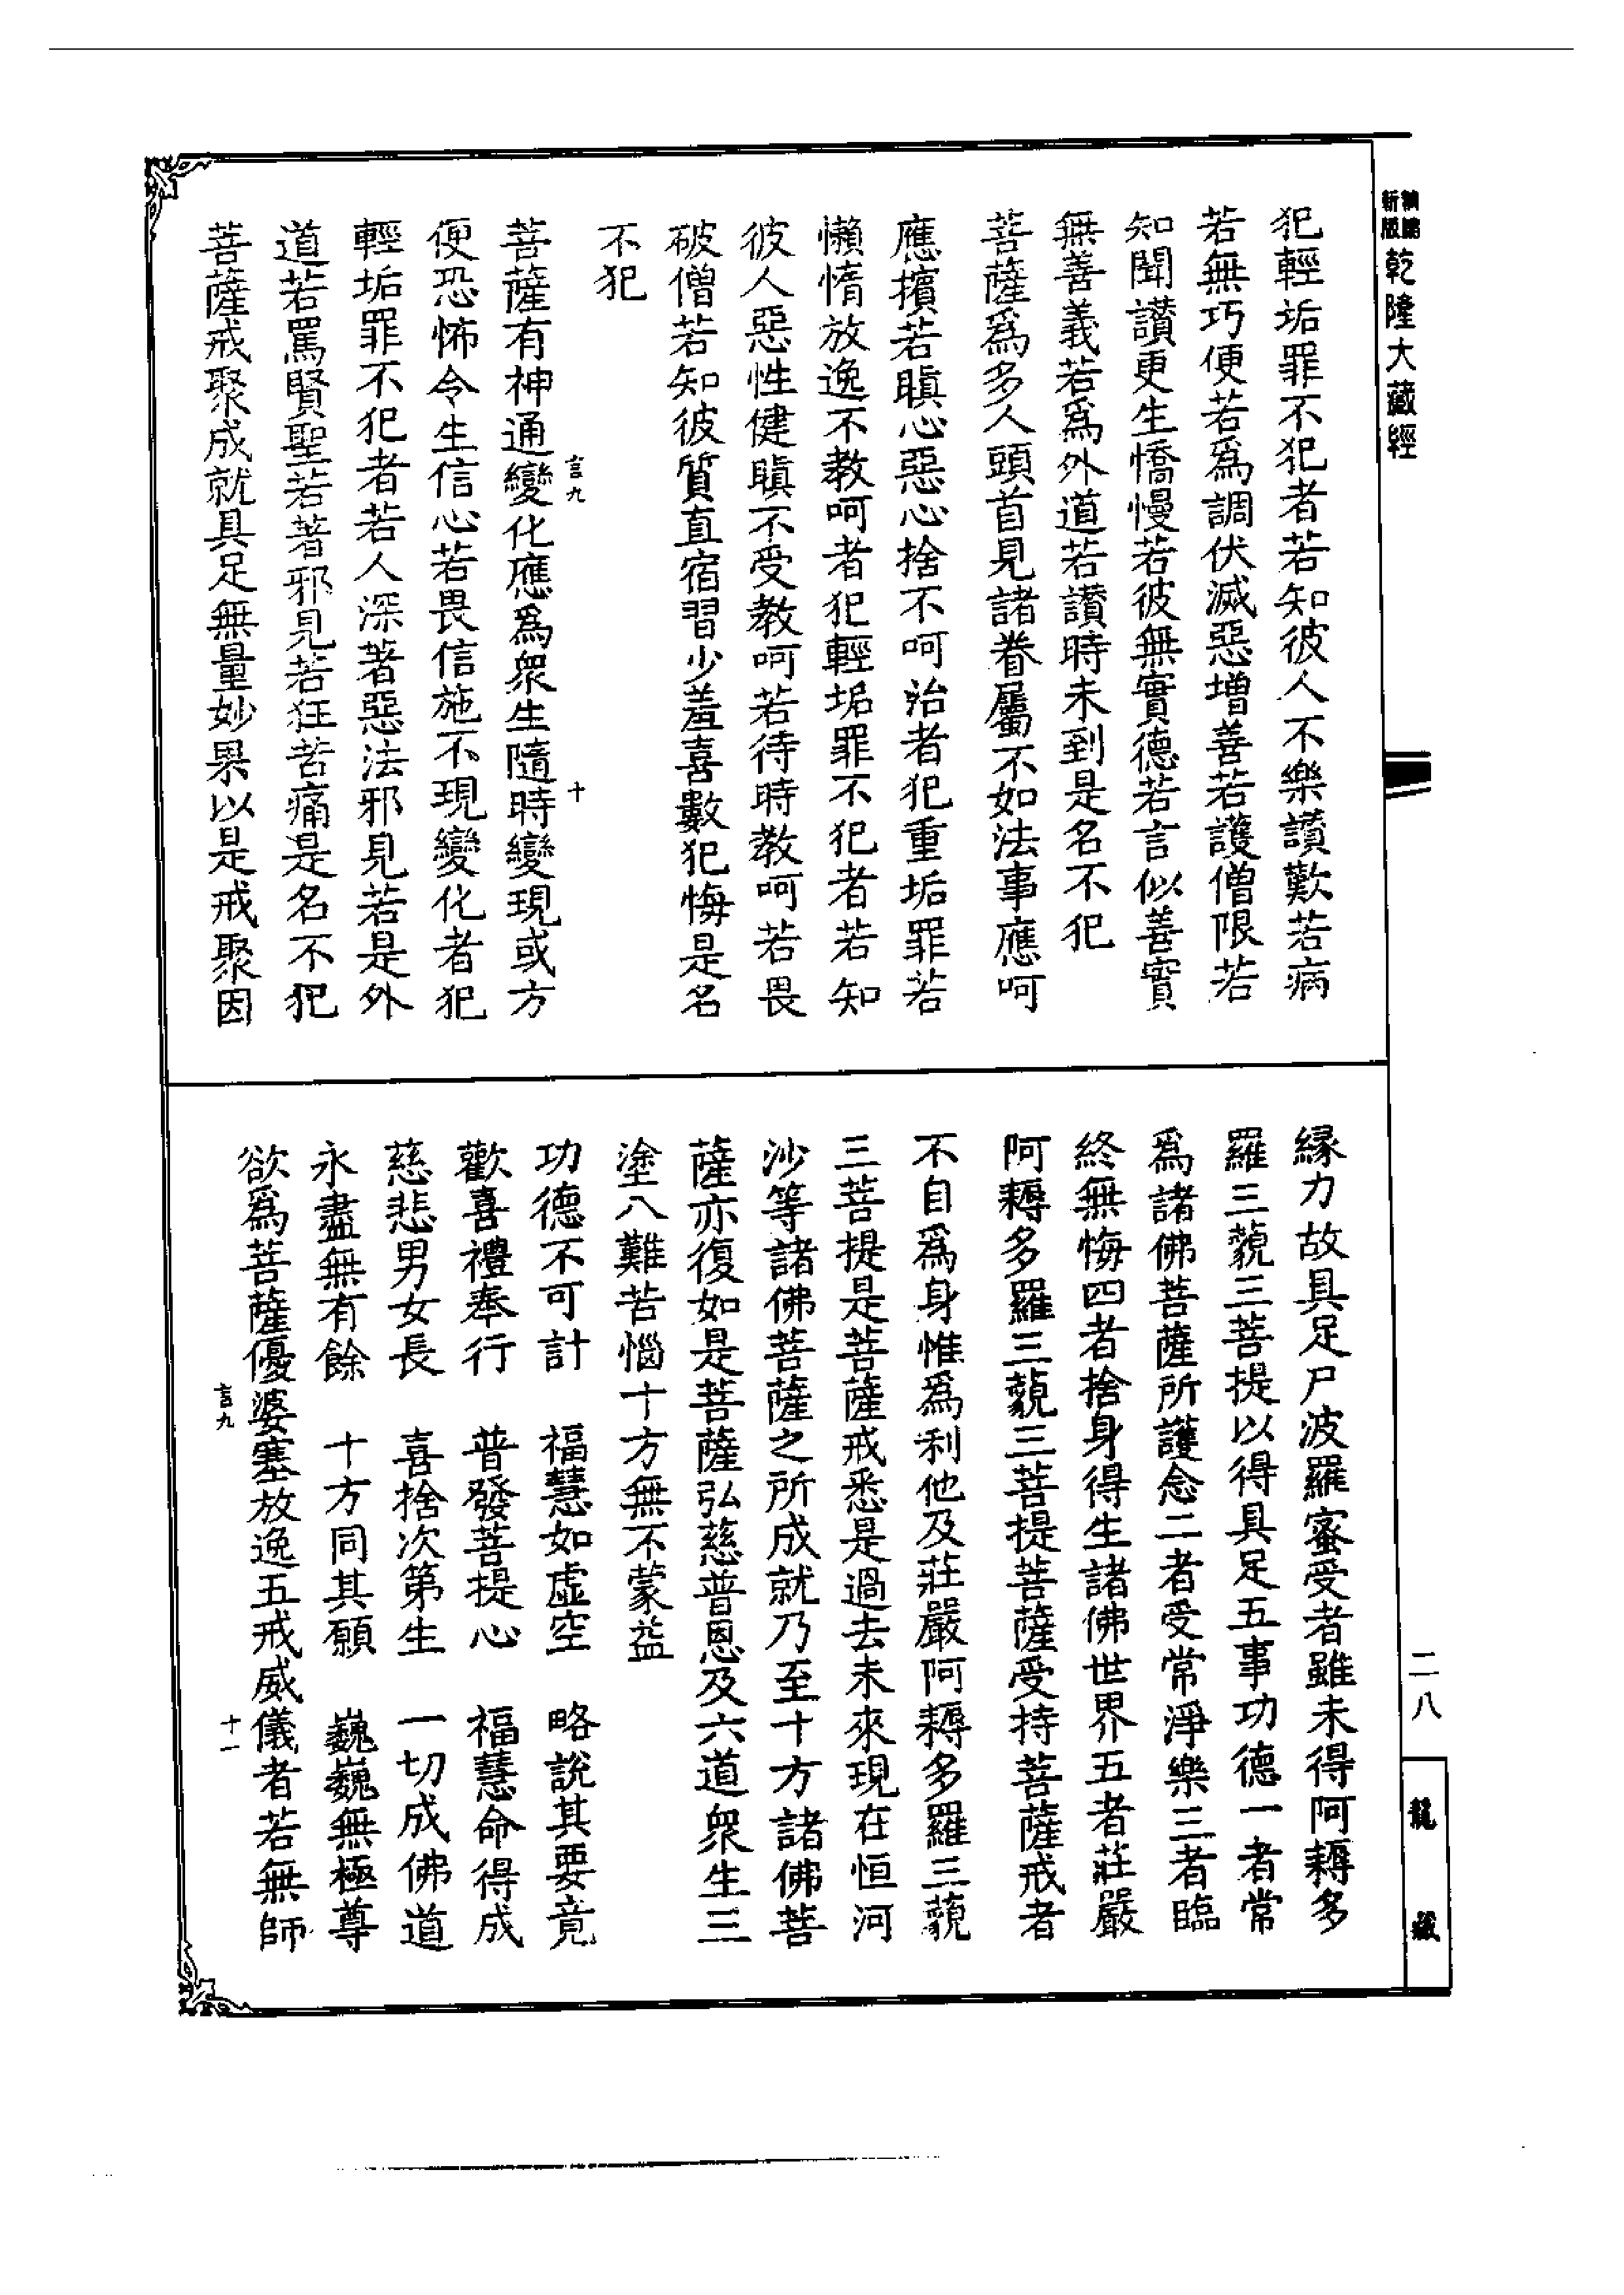 新編
新版
乾隆大藏經
犯輕垢罪不犯者若知彼人不樂讚歎若病
若無巧便若爲調伏滅惡增善若護僧限若
知聞讚更生憍慢若彼無實德若言似善實
無善義若爲外道若讚時未到是名不犯
菩薩爲多人頭首見諸眷屬不如法事應呵
應擯若瞋心惡心捨不呵治者犯重垢罪若
懶惰放逸不教呵者犯輕垢罪不犯者若知
彼人惡性健瞋不受教呵若待時教呵若畏
破僧若知彼質直宿習少羞喜數犯悔是名
不犯
言九
十
菩薩有神通變化應爲衆生隨時變現或方
便恐怖令生信心若畏信施不現變化者犯
輕垢罪不犯者若人深著惡法邪見若是外
道若罵賢聖若著邪見若狂苦痛是名不犯
菩薩戒聚成就具足無量妙果以是戒聚因
緣力故具足尸波羅蜜受者雖未得阿耨多
羅三藐三菩提以得具足五事功德一者常
爲諸佛菩薩所護念二者受常淨樂三者臨
終無悔四者捨身得生諸佛世界五者莊嚴
阿耨多羅三藐三菩提菩薩受持菩薩戒者
不自爲身惟爲利他及莊嚴阿耨多羅三藐
三菩提是菩薩戒悉是過去未來現在恒河
沙等諸佛菩薩之所成就乃至十方諸佛菩
薩亦復如是菩薩弘慈普恩及六道衆生三
塗八難苦惱十方無不蒙益
功德不可計　福慧如虛空　略說其要竟
歡喜禮奉行　普發菩提心　福慧命得成
慈悲男女長　喜捨次第生　一切成佛道
永盡無有餘　十方同其願　巍巍無極尊
欲爲菩薩優婆塞放逸五戒威儀者若無師
言九
十一
二八
龍藏